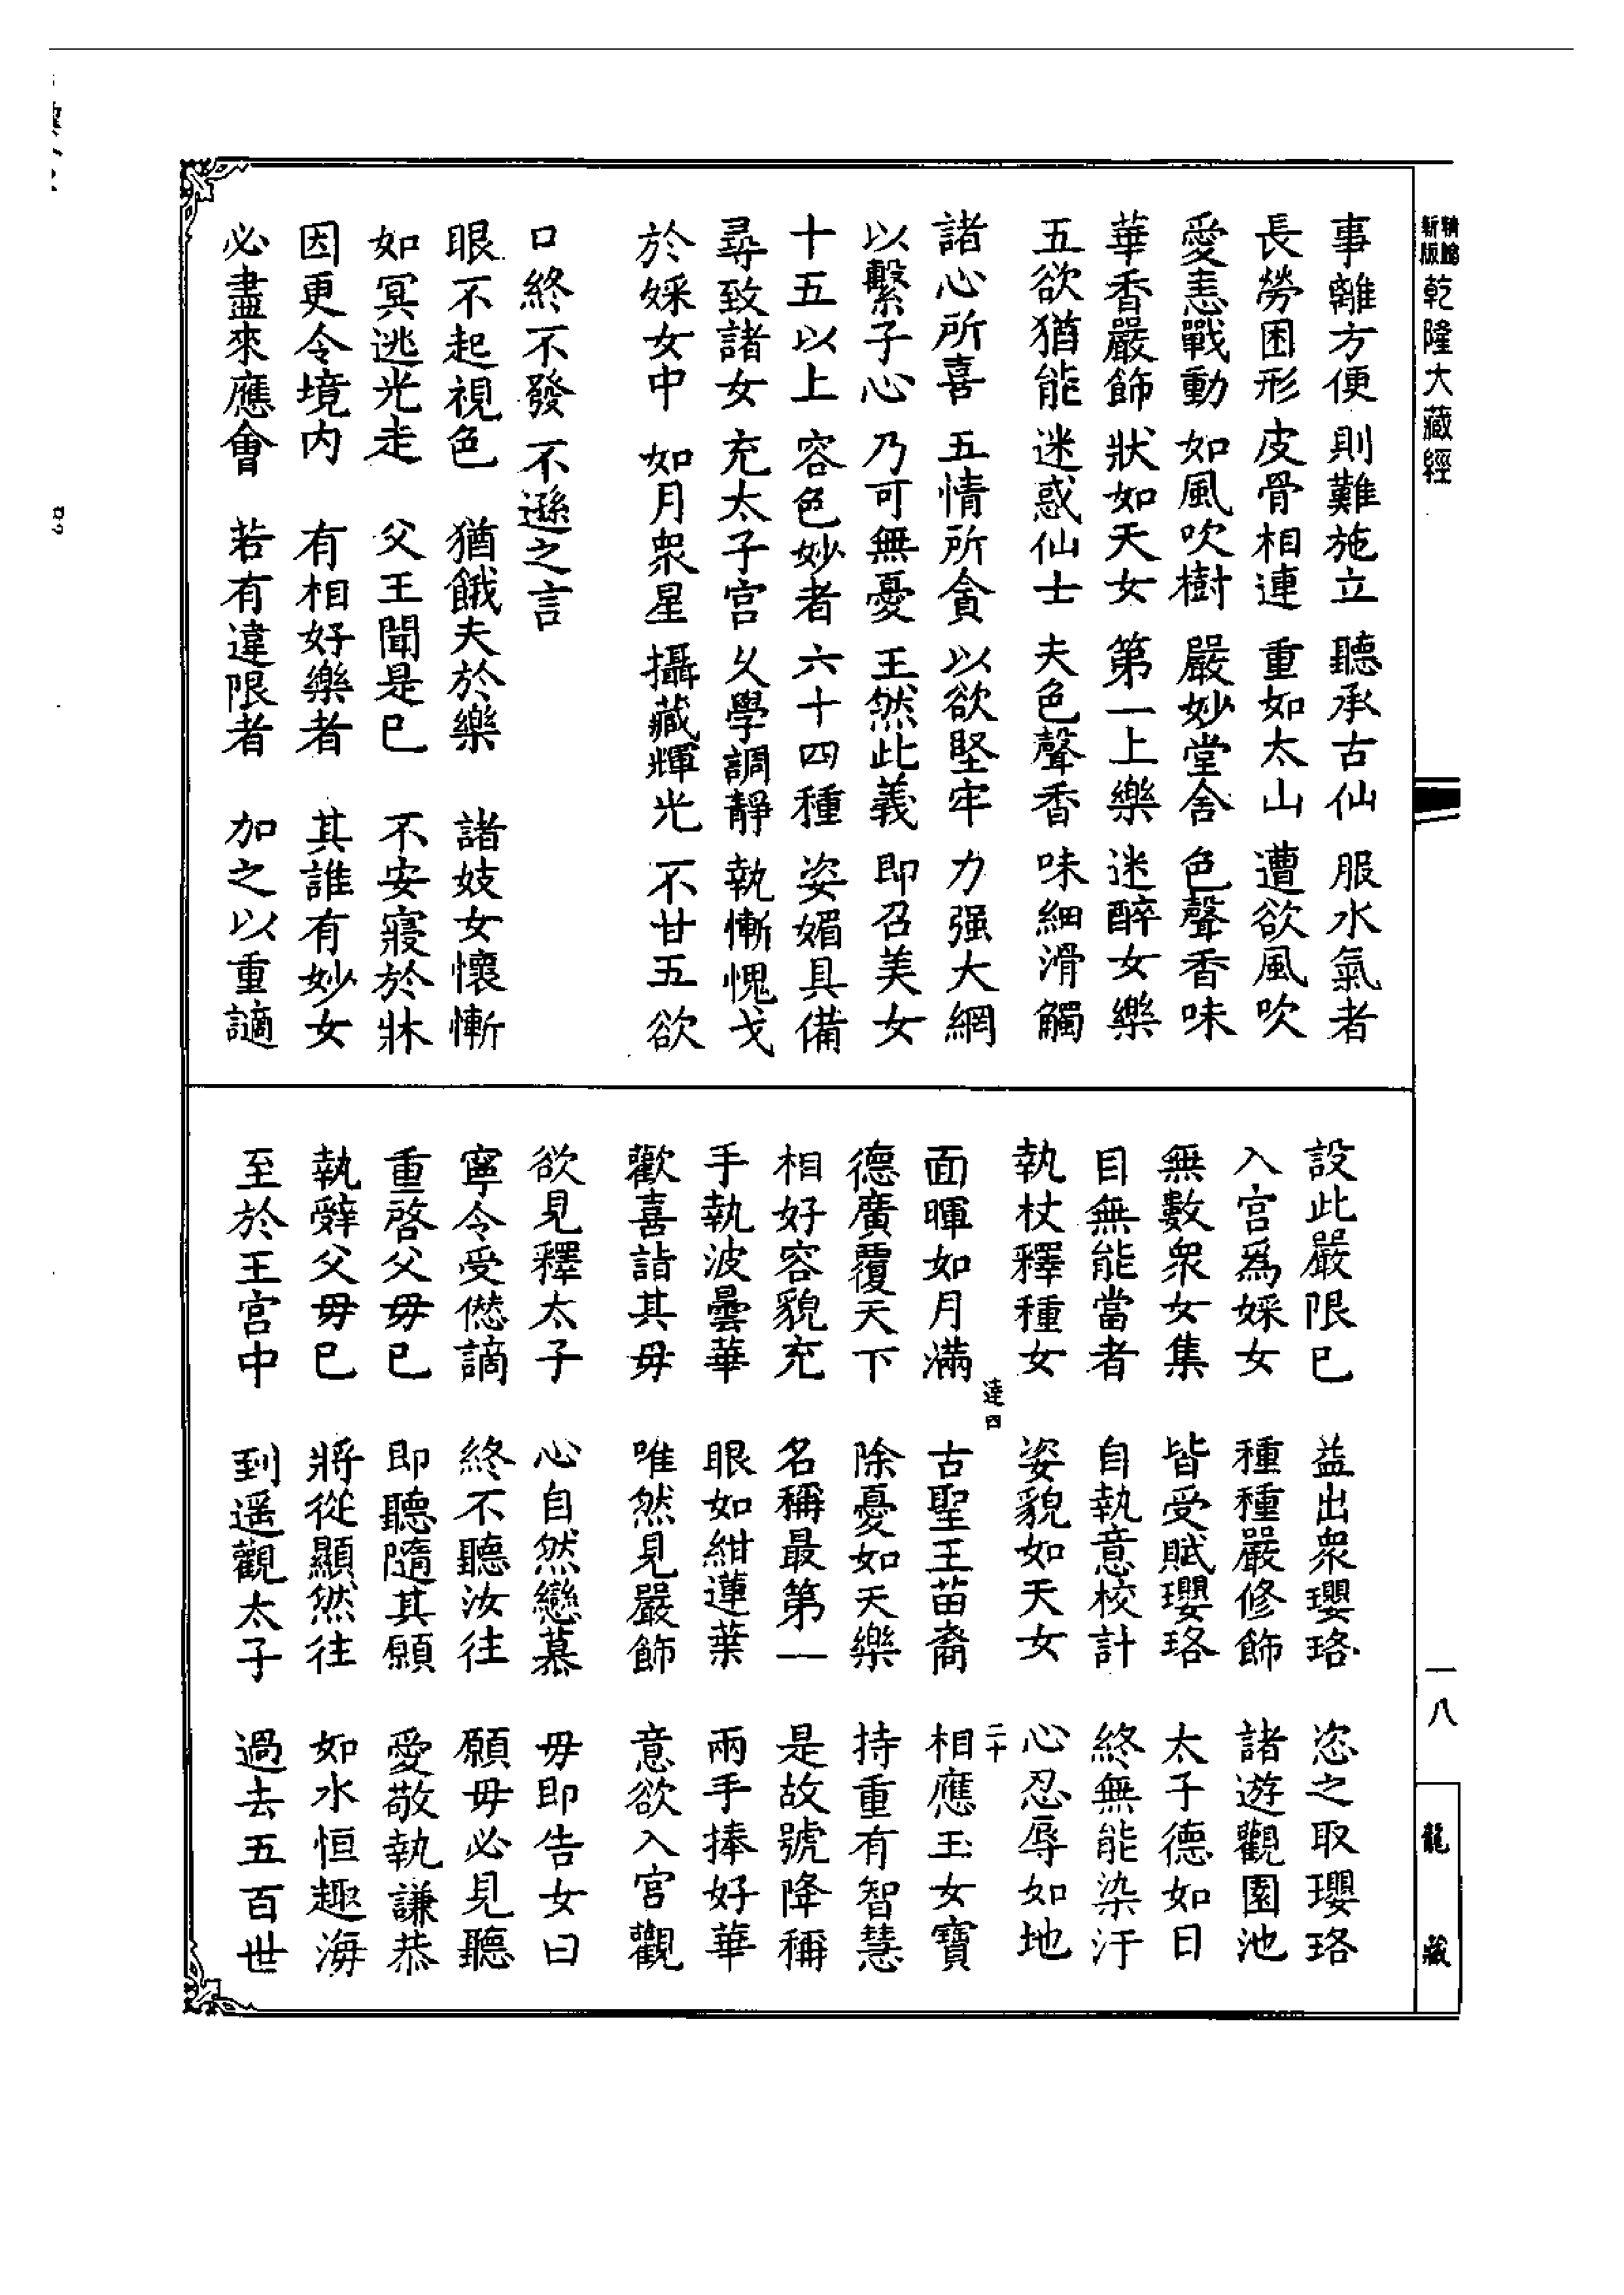 新版
精編
乾隆大藏經
一八
龍藏
事離方便 則難施立 聽承古仙 服水氣者
長勞困形 皮骨相連 重如太山 遭欲風吹
愛恚戰動 如風吹樹 嚴妙堂舍 色聲香味
華香嚴飾 狀如天女 第一上樂 迷醉女樂
五欲猶能 迷惑仙士 夫色聲香 味細滑觸
諸心所喜 五情所貪 以欲堅牢 力强大網
以繫子心 乃可無憂 王然此義 即召美女
十五以上 容色妙者 六十四種 姿媚具備
尋致諸女 充太子宮 久學調靜 執慚愧戈
於婇女中 如月衆星 攝藏輝光 不甘五欲
口終不發 不遜之言
眼不起視色 猶餓夫於樂 諸妓女懷慚
如冥逃光走 父王聞是已 不安寢於牀
因更令境内 有相好樂者 其誰有妙女
必盡來應會 若有違限者 加之以重讁
設此嚴限已 益出衆瓔珞 恣之取瓔珞
入宮爲婇女 種種嚴修飾 諸遊觀園池
無數衆女集 皆受賦瓔珞 太子德如日
目無能當者 自執意校計 終無能染汙
執杖釋種女 姿貌如天女 心忍辱如地
達四 二十
面暉如月滿 古聖王苗裔 相應玉女寶
德廣覆天下 除憂如天樂 持重有智慧
相好容貌充 名稱最第一 是故號降稱
手執波曇華 眼如紺蓮葉 兩手捧好華
歡喜詣其毋 唯然見嚴飾 意欲入宮觀
欲見釋太子 心自然戀慕 毋即告女曰
寧令受愆謫 終不聽汝往 願毋必見聽
重啓父毋已 即聽隨其願 愛敬執謙恭
執辭父毋已 將從顯然往 如水恒趣海
至於王宮中 到遥觀太子 過去五百世